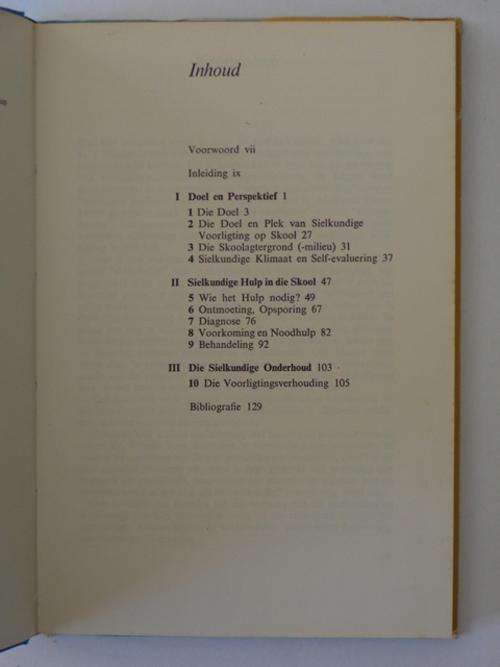 Inhoud
Voorwoord vii
Inleiding ix
I Doel en Perspektief 1
1 Die Doel 3
2 Die Doel en Plek van Sielkundige
Voorligting op Skool 27
3 Die Skoolagtergrond (-milieu) 31
4 Sielkundige Klimaat en Self-evaluering 37
II Sielkundige Hulp in die Skool 47
5 Wie het Hulp nodig? 49
6 Ontmoeting, Opsporing 67
7 Diagnose 76
8 Voorkoming en Noodhulp 82
9 Behandeling 92
III Die Sielkundige Onderhoud 103
10 Die Voorligtingsverhouding 105
Bibliografie 129